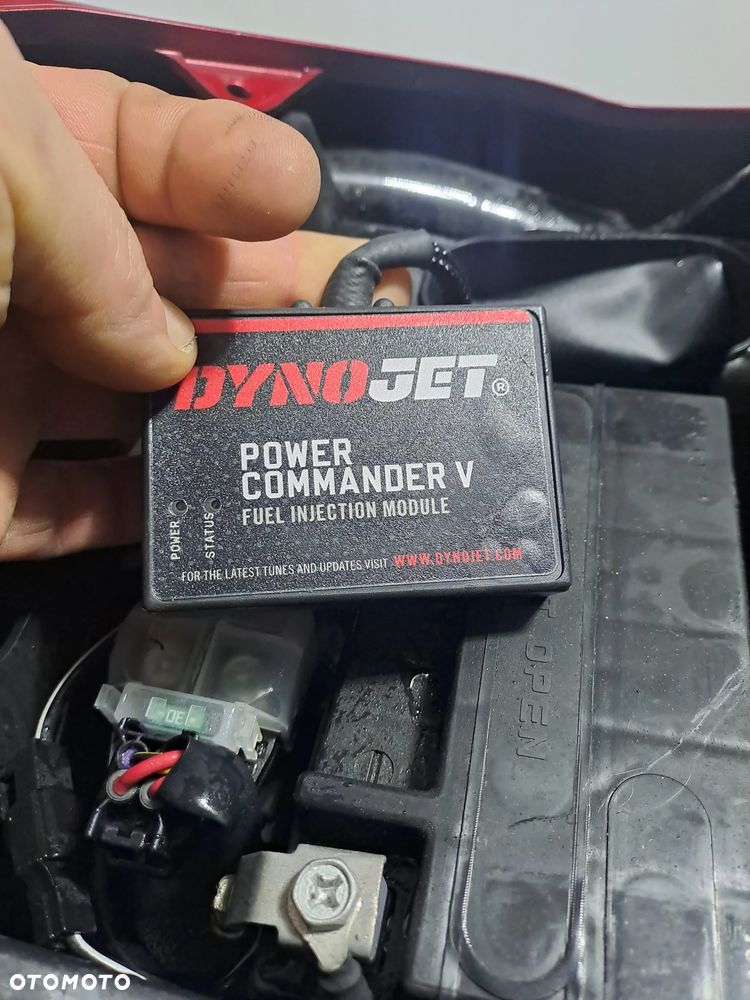 DYNOJET®
POWER
COMMANDER V
FUEL INJECTION MODULE
POWER
STATUS
FOR THE LATEST TUNES AND UPDATES VISIT WWW.DYNOJET.COM
OPEN
30
OTOMOTO